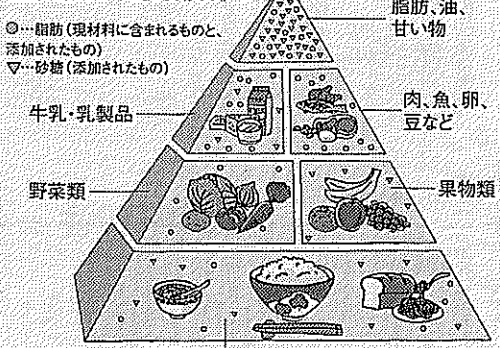 ◎…脂肪(現材料に含まれるものと、
添加されたもの)
▽…砂糖(添加されたもの)
脂肪、油、
甘い物
牛乳・乳製品
肉、魚、卵、
豆など
野菜類
果物類